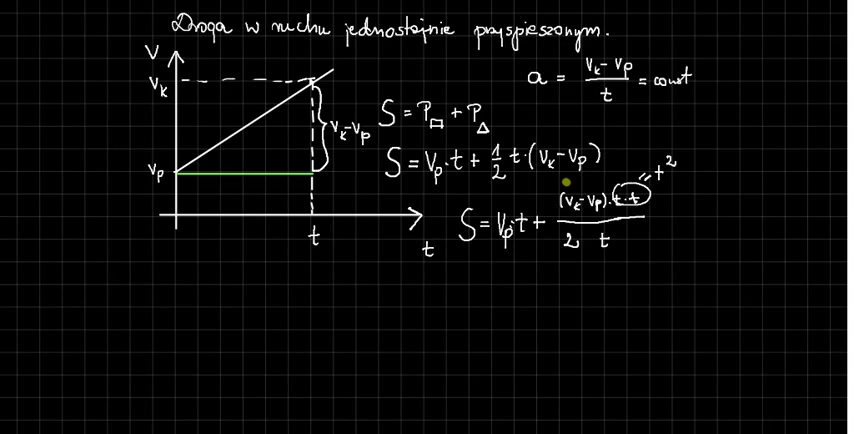 Droga w ruchu jednostajnie przyspieszonym.
V
Vk
Vp
Vk-Vp
t
t
a = (Vk-Vp)/t = const
S = P□ + P△
S = Vp·t + 1/2 t·(Vk-Vp)
S = Vp·t + ((Vk-Vp)·t·t)/(2 t)
= t²